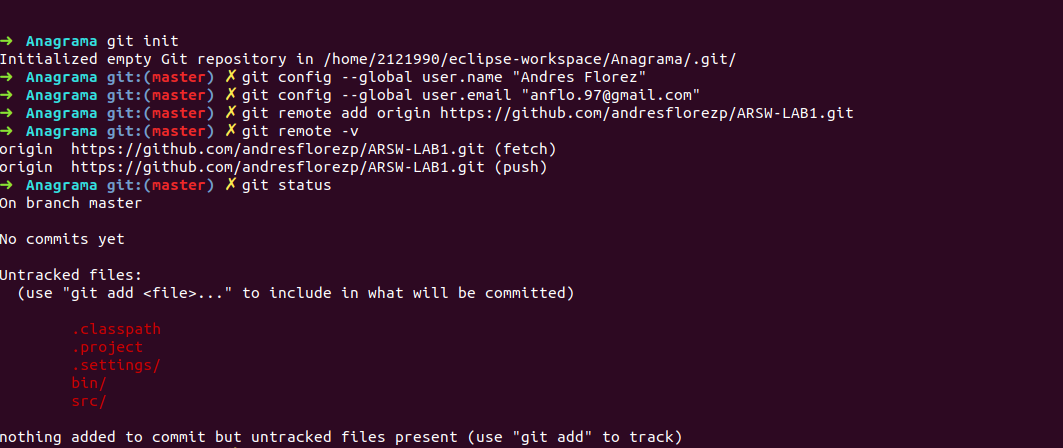 ➜ Anagrama git init
Initialized empty Git repository in /home/2121990/eclipse-workspace/Anagrama/.git/
➜ Anagrama git:(master) ✗ git config --global user.name "Andres Florez"
➜ Anagrama git:(master) ✗ git config --global user.email "anflo.97@gmail.com"
➜ Anagrama git:(master) ✗ git remote add origin https://github.com/andresflorezp/ARSW-LAB1.git
➜ Anagrama git:(master) ✗ git remote -v
origin https://github.com/andresflorezp/ARSW-LAB1.git (fetch)
origin https://github.com/andresflorezp/ARSW-LAB1.git (push)
➜ Anagrama git:(master) ✗ git status
On branch master
No commits yet
Untracked files:
(use "git add <file>..." to include in what will be committed)
.classpath
.project
.settings/
bin/
src/
nothing added to commit but untracked files present (use "git add" to track)